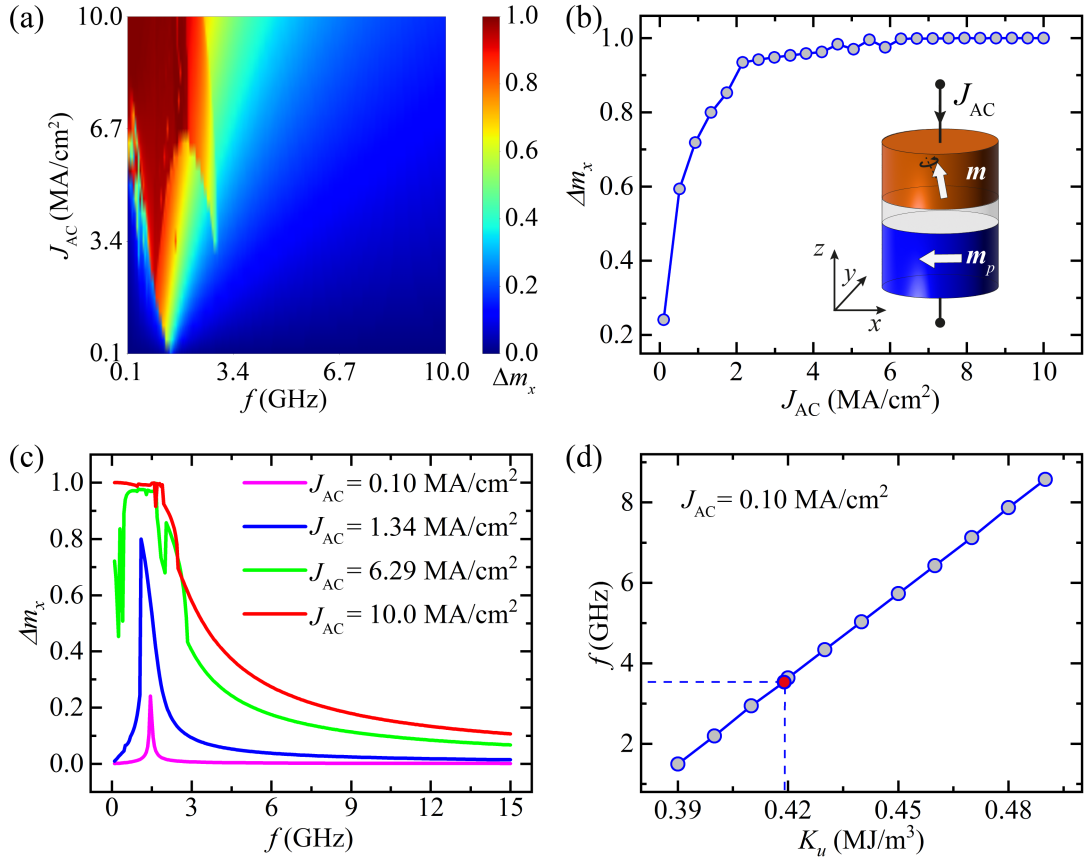 (a)
10.0
6.7
3.4
0.1
J_AC (MA/cm²)
0.1
3.4
6.7
10.0
f (GHz)
1.0
0.8
0.6
0.4
0.2
0.0
Δm_x
(b)
1.0
0.8
0.6
0.4
0.2
Δm_x
0
2
4
6
8
10
J_AC (MA/cm²)
J_AC
m
m_p
z
y
x
(c)
1.0
0.8
0.6
0.4
0.2
0.0
Δm_x
J_AC = 0.10 MA/cm²
J_AC = 1.34 MA/cm²
J_AC = 6.29 MA/cm²
J_AC = 10.0 MA/cm²
0
3
6
9
12
15
f (GHz)
(d)
J_AC = 0.10 MA/cm²
8
6
4
2
f (GHz)
0.39
0.42
0.45
0.48
K_u (MJ/m³)